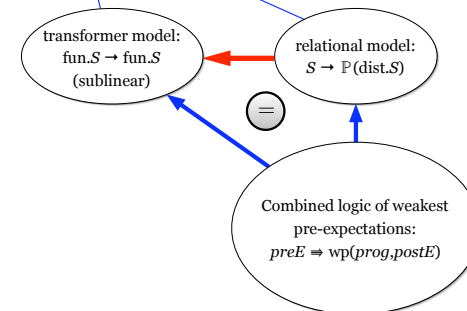 transformer model:
fun.S → fun.S
(sublinear)
relational model:
S → ℙ(dist.S)
=
Combined logic of weakest
pre-expectations:
preE ⇛ wp(prog,postE)